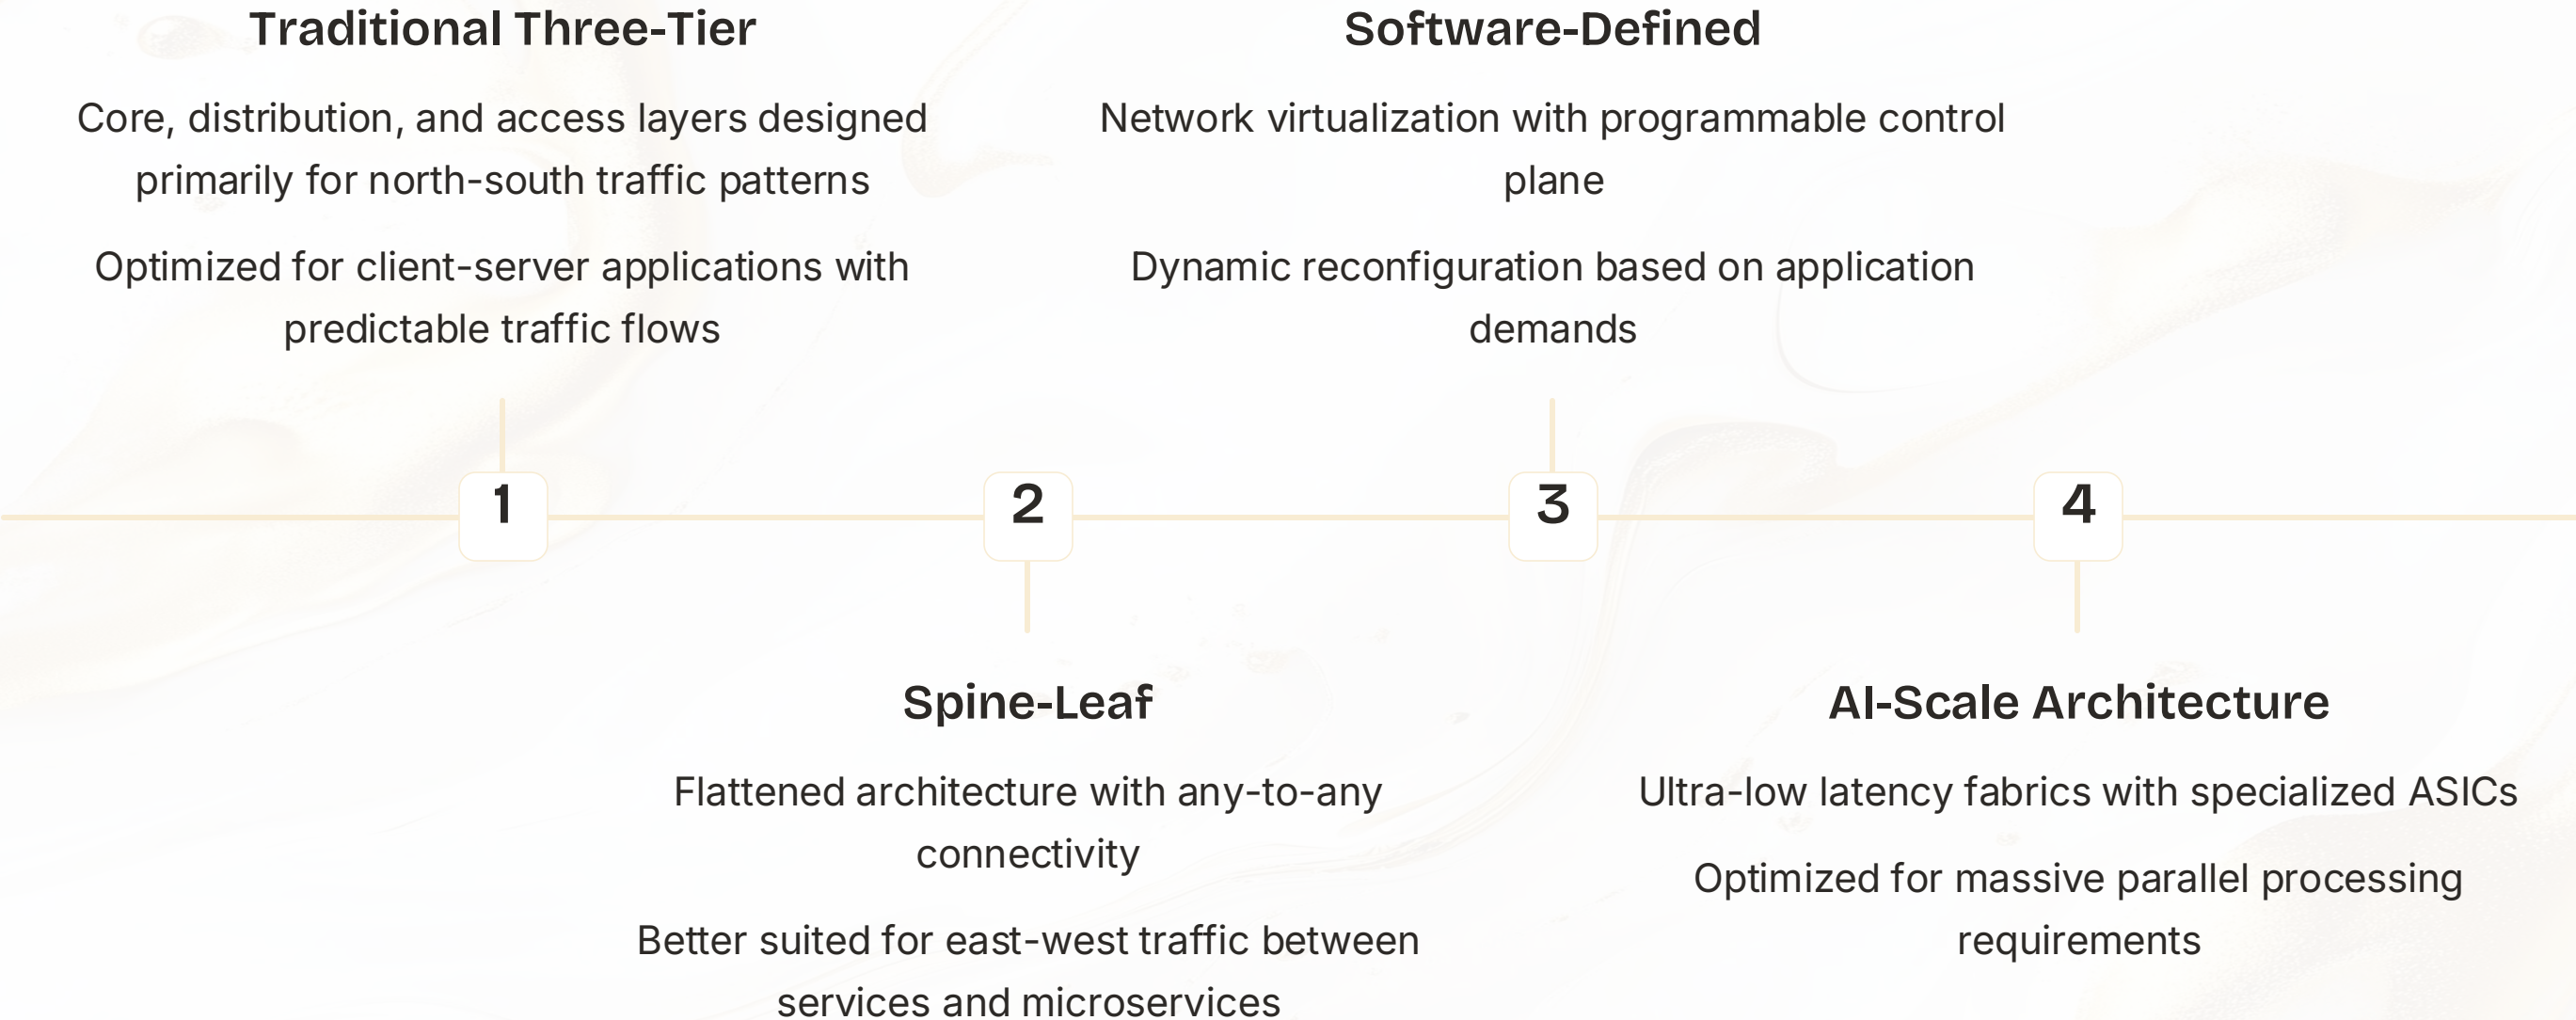 Traditional Three-Tier
Core, distribution, and access layers designed
primarily for north-south traffic patterns
Optimized for client-server applications with
predictable traffic flows
Software-Defined
Network virtualization with programmable control
plane
Dynamic reconfiguration based on application
demands
1
2
3
4
Spine-Leaf
Flattened architecture with any-to-any
connectivity
Better suited for east-west traffic between
services and microservices
AI-Scale Architecture
Ultra-low latency fabrics with specialized ASICs
Optimized for massive parallel processing
requirements